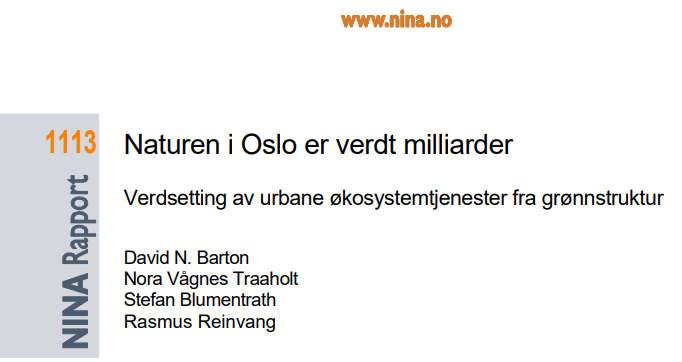 www.nina.no
1113
Naturen i Oslo er verdt milliarder
Verdsetting av urbane økosystemtjenester fra grønnstruktur
David N. Barton
Nora Vågnes Traaholt
Stefan Blumentrath
Rasmus Reinvang
NINA Rapport